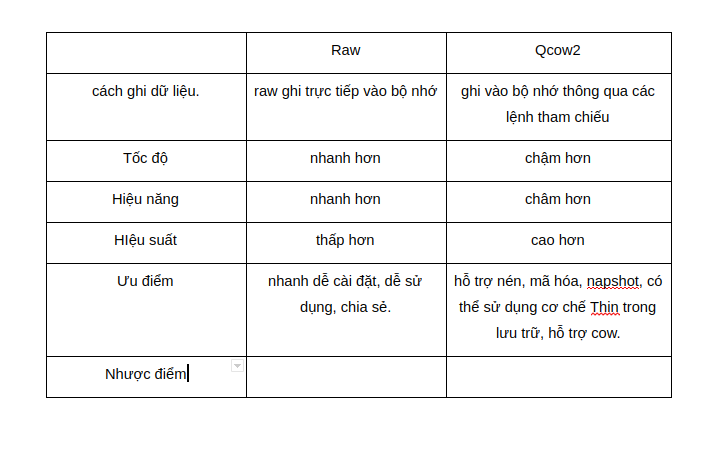 Raw Qcow2
cách ghi dữ liệu. raw ghi trực tiếp vào bộ nhớ ghi vào bộ nhớ thông qua các
lệnh tham chiếu
Tốc độ nhanh hơn chậm hơn
Hiệu năng nhanh hơn châm hơn
HIệu suất thấp hơn cao hơn
Ưu điểm nhanh dễ cài đặt, dễ sử hỗ trợ nén, mã hóa, napshot, có
dụng, chia sẻ. thể sử dụng cơ chế Thin trong
lưu trữ, hỗ trợ cow.
Nhược điểm